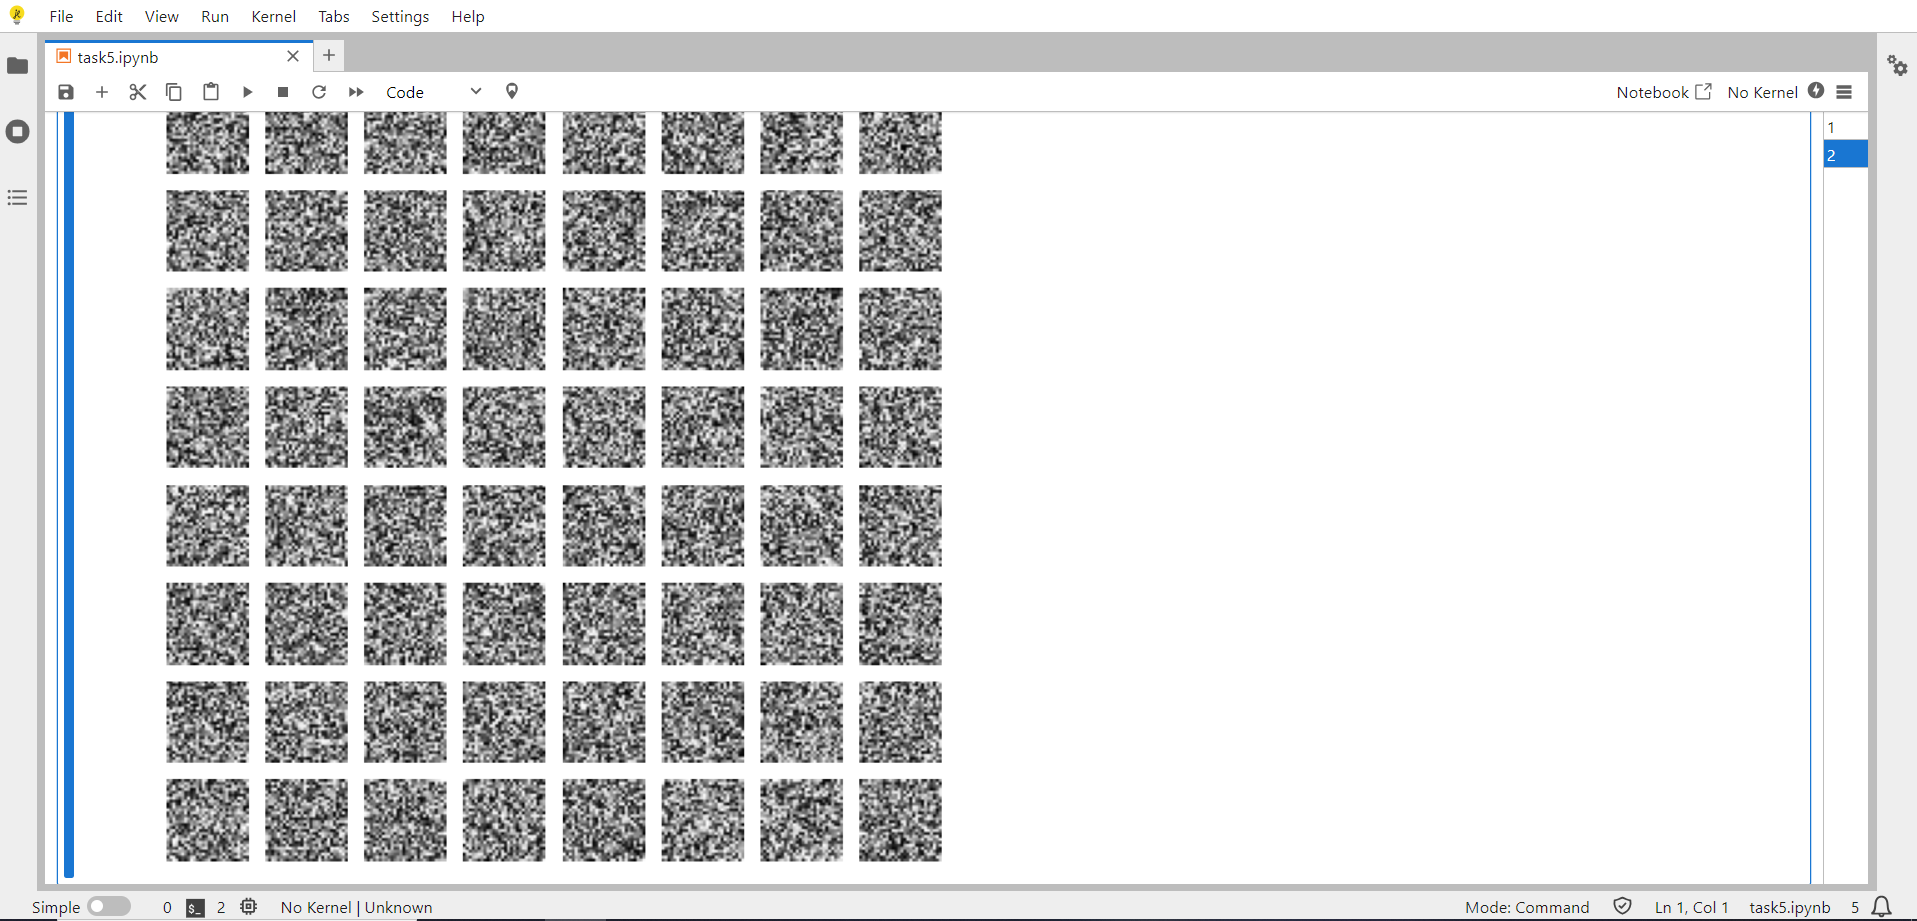 File Edit View Run Kernel Tabs Settings Help
task5.ipynb
Code
Notebook No Kernel
1
2
Simple 0 $_ 2 No Kernel | Unknown Mode: Command Ln 1, Col 1 task5.ipynb 5